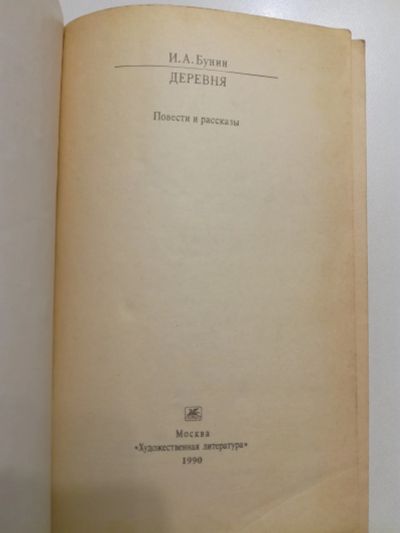 И. А. Бунин
ДЕРЕВНЯ
Повести и рассказы
Москва
«Художественная литература»
1990